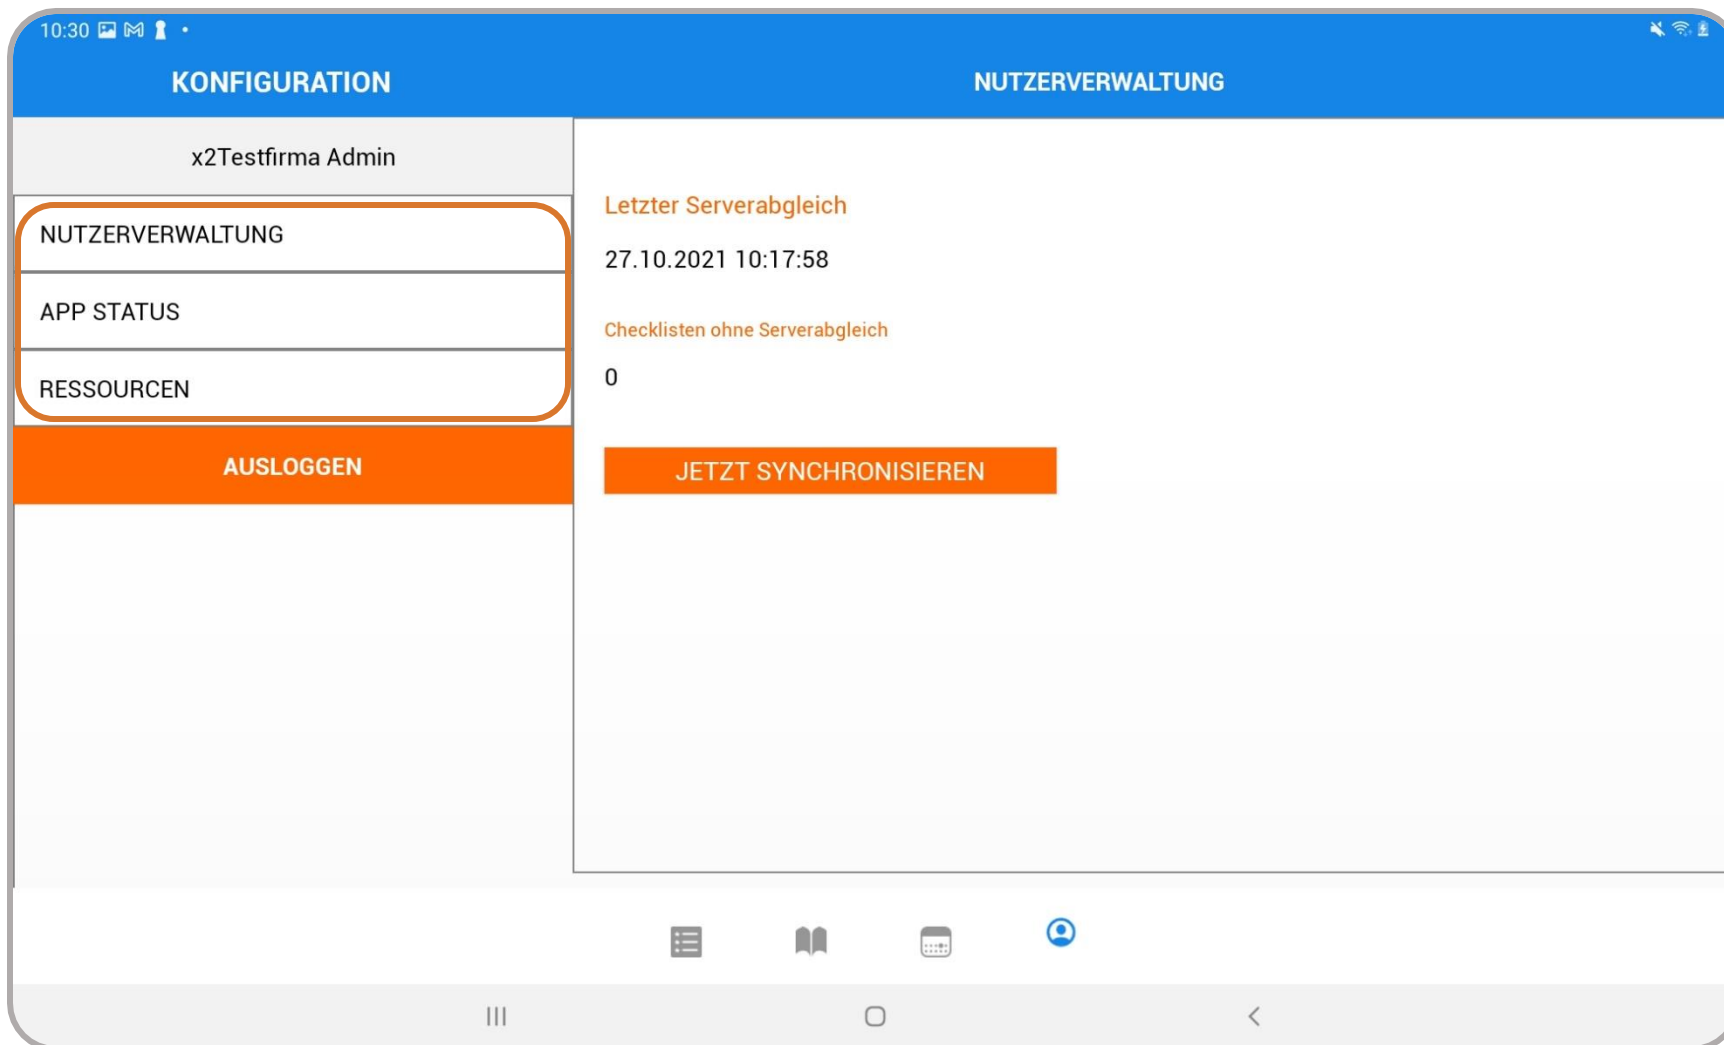 10:30
KONFIGURATION
NUTZERVERWALTUNG
x2Testfirma Admin
NUTZERVERWALTUNG
APP STATUS
RESSOURCEN
AUSLOGGEN
Letzter Serverabgleich
27.10.2021 10:17:58
Checklisten ohne Serverabgleich
0
JETZT SYNCHRONISIEREN